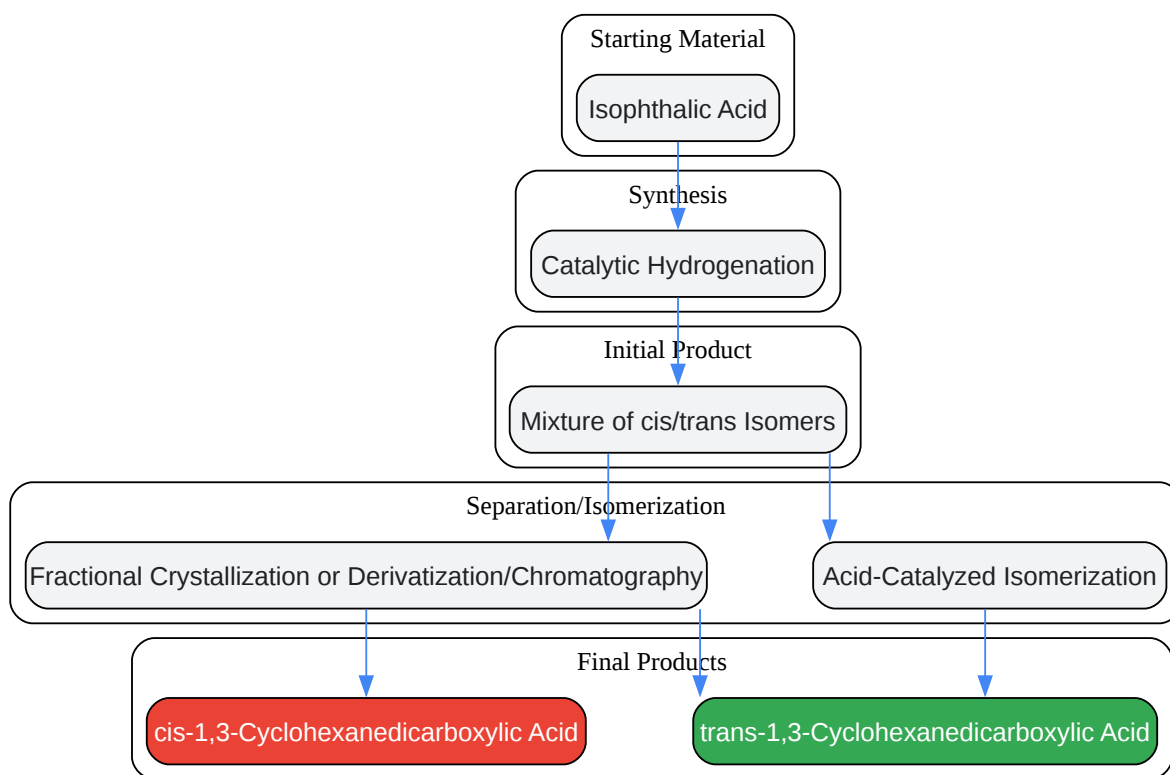 Starting Material
Isophthalic Acid
Synthesis
Catalytic Hydrogenation
Initial Product
Mixture of cis/trans Isomers
Separation/Isomerization
Fractional Crystallization or Derivatization/Chromatography
Acid-Catalyzed Isomerization
Final Products
cis-1,3-Cyclohexanedicarboxylic Acid
trans-1,3-Cyclohexanedicarboxylic Acid